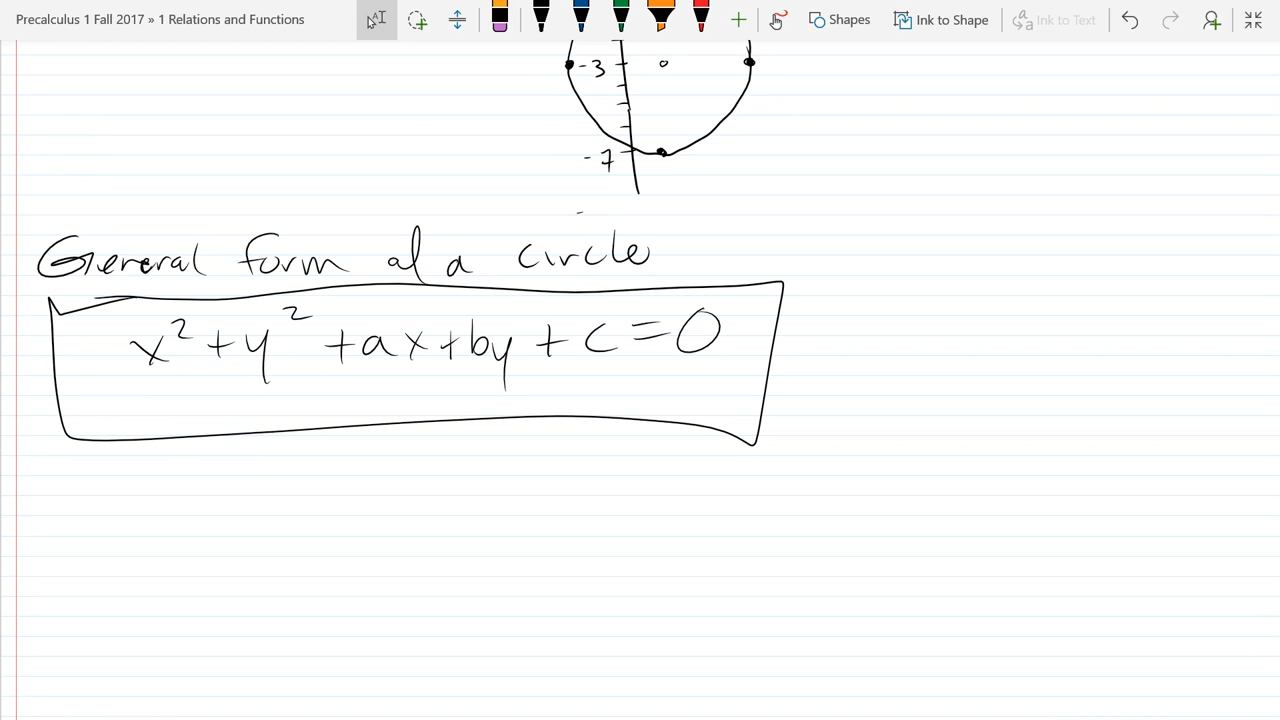 Precalculus 1 Fall 2017 » 1 Relations and Functions
Shapes
Ink to Shape
Ink to Text
-3
-7
General form of a circle
x² + y² + ax + by + c = 0